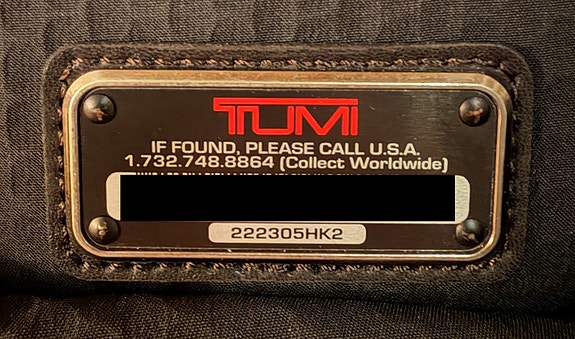 TUMI
IF FOUND, PLEASE CALL U.S.A.
1.732.748.8864 (Collect Worldwide)
222305HK2